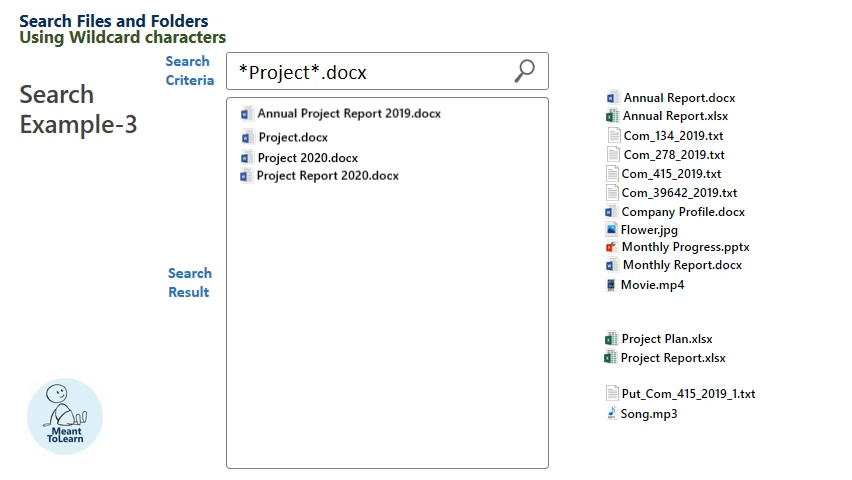 Search Files and Folders
Using Wildcard characters
Search
Example-3
Search
Criteria
*Project*.docx
Annual Project Report 2019.docx
Project.docx
Project 2020.docx
Project Report 2020.docx
Search
Result
Annual Report.docx
Annual Report.xlsx
Com_134_2019.txt
Com_278_2019.txt
Com_415_2019.txt
Com_39642_2019.txt
Company Profile.docx
Flower.jpg
Monthly Progress.pptx
Monthly Report.docx
Movie.mp4
Project Plan.xlsx
Project Report.xlsx
Put_Com_415_2019_1.txt
Song.mp3
Meant
ToLearn